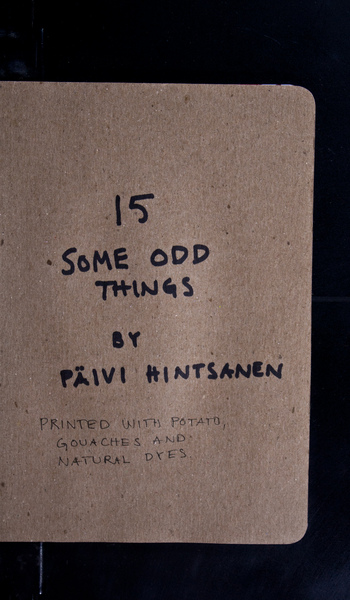 15
SOME ODD
THINGS
BY
PÄIVI HINTSANEN
PRINTED WITH POTATO,
GOUACHES AND
NATURAL DYES